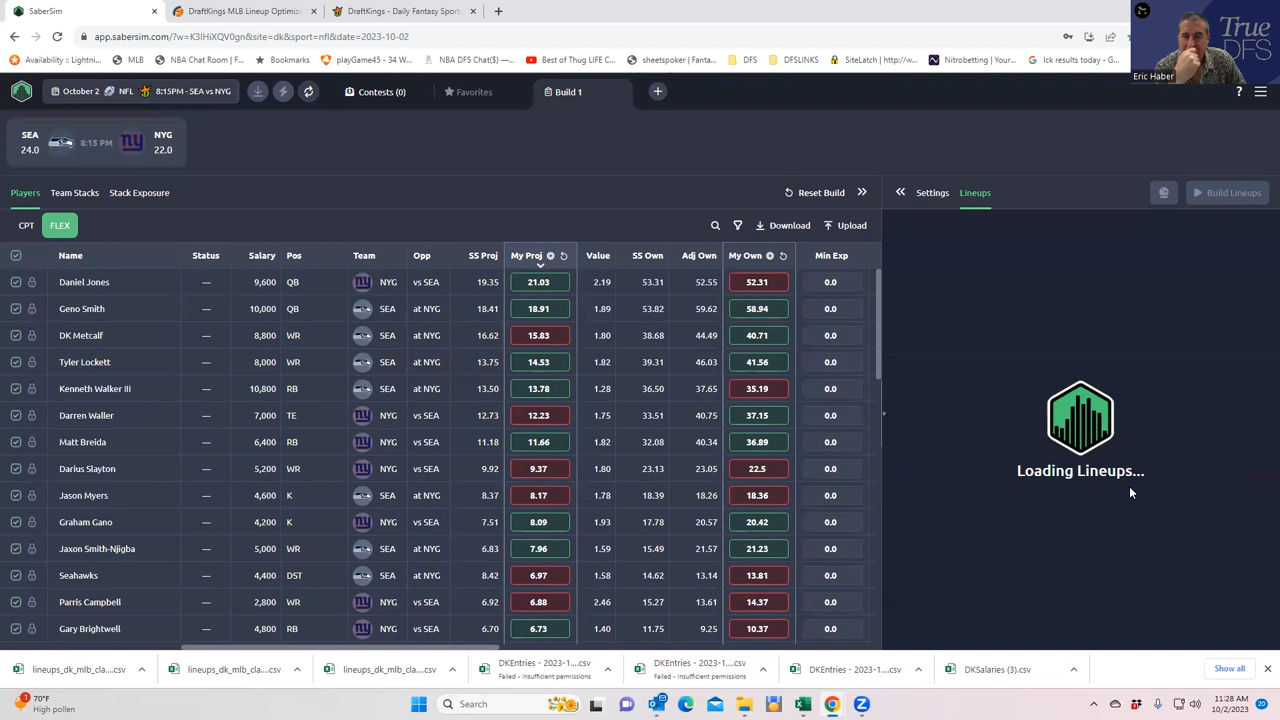 SaberSim
DraftKings MLB Lineup Optimiz
DraftKings - Daily Fantasy Sport
app.sabersim.com/?w=K3IHiXQV0gn&site=dk&sport=nfl&date=2023-10-02
Availability : Lightni... MLB NBA Chat Room | F... Bookmarks playGame45 - 34 W... NBA DFS Chat($) —... Best of Thug LIFE C... sheetspoker | Fanta... DFS DFSLINKS SiteLatch (http://w... Nitrobetting | Your... Ick results today of...
True DFS
Eric Haber
October 2 NFL 8:15PM - SEA vs NYG Contests (0) Favorites Build 1
SEA 8:15 PM NYG
24.0 22.0
Players Team Stacks Stack Exposure Reset Build Settings Lineups Build Lineups
CPT FLEX Download Upload
Name Status Salary Pos Team Opp SS Proj My Proj Value SS Own Adj Own My Own Min Exp
Daniel Jones — 9,600 QB NYG vs SEA 19.35 21.03 2.19 53.31 52.55 52.31 0.0
Geno Smith — 10,000 QB SEA at NYG 18.41 18.91 1.89 53.82 59.62 58.94 0.0
DK Metcalf — 8,800 WR SEA at NYG 16.62 15.83 1.80 38.68 44.49 40.71 0.0
Tyler Lockett — 8,000 WR SEA at NYG 13.75 14.53 1.82 39.31 46.03 41.56 0.0
Kenneth Walker III — 10,800 RB SEA at NYG 13.50 13.78 1.28 36.50 37.65 35.19 0.0
Darren Waller — 7,000 TE NYG vs SEA 12.73 12.23 1.75 33.51 40.75 37.15 0.0
Matt Breida — 6,400 RB NYG vs SEA 11.18 11.66 1.82 32.08 40.34 36.89 0.0
Darius Slayton — 5,200 WR NYG vs SEA 9.92 9.37 1.80 23.13 23.05 22.5 0.0
Jason Myers — 4,600 K SEA at NYG 8.37 8.17 1.78 18.39 18.26 18.36 0.0
Graham Gano — 4,200 K NYG vs SEA 7.51 8.09 1.93 17.78 20.57 20.42 0.0
Jaxon Smith-Njigba — 5,000 WR SEA at NYG 6.83 7.96 1.59 15.49 21.57 21.23 0.0
Seahawks — 4,400 DST SEA at NYG 8.42 6.97 1.58 14.62 13.14 13.81 0.0
Parris Campbell — 2,800 WR NYG vs SEA 6.92 6.88 2.46 15.27 13.61 14.37 0.0
Gary Brightwell — 4,800 RB NYG vs SEA 6.70 6.73 1.40 11.75 9.25 10.37 0.0
Loading Lineups...
lineups_dk_mlb_cla....csv lineups_dk_mlb_cla....csv lineups_dk_mlb_cla....csv DKEntries - 2023-1....csv DKEntries - 2023-1....csv DKEntries - 2023-1....csv DKSalaries (3).csv Show all
Failed - Insufficient permissions Failed - Insufficient permissions
1 70°F High pollen Search 11:28 AM 10/2/2023 20